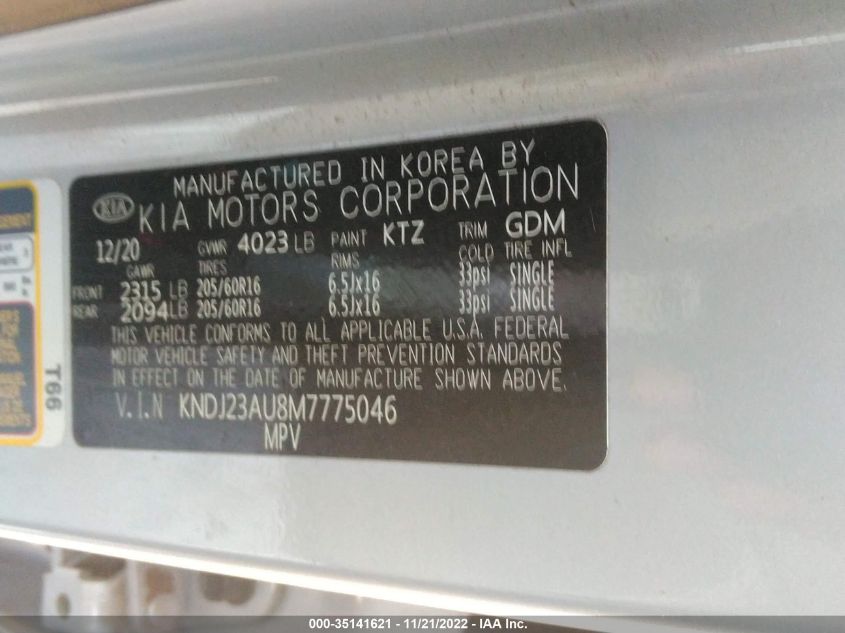 MANUFACTURED IN KOREA BY
KIA KIA MOTORS CORPORATION
12/20 GVWR 4023 LB PAINT KTZ TRIM GDM
GAWR TIRES RIMS COLD TIRE INFL
FRONT 2315 LB 205/60R16 6.5Jx16 33psi SINGLE
REAR 2094 LB 205/60R16 6.5Jx16 33psi SINGLE
THIS VEHICLE CONFORMS TO ALL APPLICABLE U.S.A. FEDERAL
MOTOR VEHICLE SAFETY AND THEFT PREVENTION STANDARDS
IN EFFECT ON THE DATE OF MANUFACTURE SHOWN ABOVE.
V.I.N KNDJ23AU8M7775046
MPV
T66
000-35141621 - 11/21/2022 - IAA Inc.